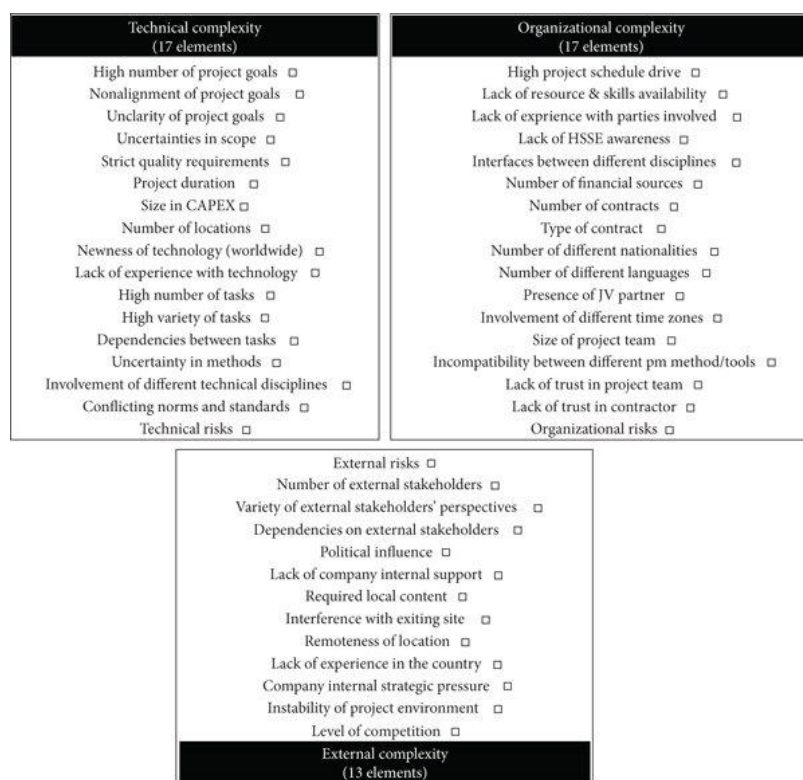 Technical complexity
(17 elements)
High number of project goals □
Nonalignment of project goals □
Unclarity of project goals □
Uncertainties in scope □
Strict quality requirements □
Project duration □
Size in CAPEX □
Number of locations □
Newness of technology (worldwide) □
Lack of experience with technology □
High number of tasks □
High variety of tasks □
Dependencies between tasks □
Uncertainty in methods □
Involvement of different technical disciplines □
Conflicting norms and standards □
Technical risks □
Organizational complexity
(17 elements)
High project schedule drive □
Lack of resource & skills availability □
Lack of exprience with parties involved □
Lack of HSSE awareness □
Interfaces between different disciplines □
Number of financial sources □
Number of contracts □
Type of contract □
Number of different nationalities □
Number of different languages □
Presence of JV partner □
Involvement of different time zones □
Size of project team □
Incompatibility between different pm method/tools □
Lack of trust in project team □
Lack of trust in contractor □
Organizational risks □
External risks □
Number of external stakeholders □
Variety of external stakeholders' perspectives □
Dependencies on external stakeholders □
Political influence □
Lack of company internal support □
Required local content □
Interference with exiting site □
Remoteness of location □
Lack of experience in the country □
Company internal strategic pressure □
Instability of project environment □
Level of competition □
External complexity
(13 elements)